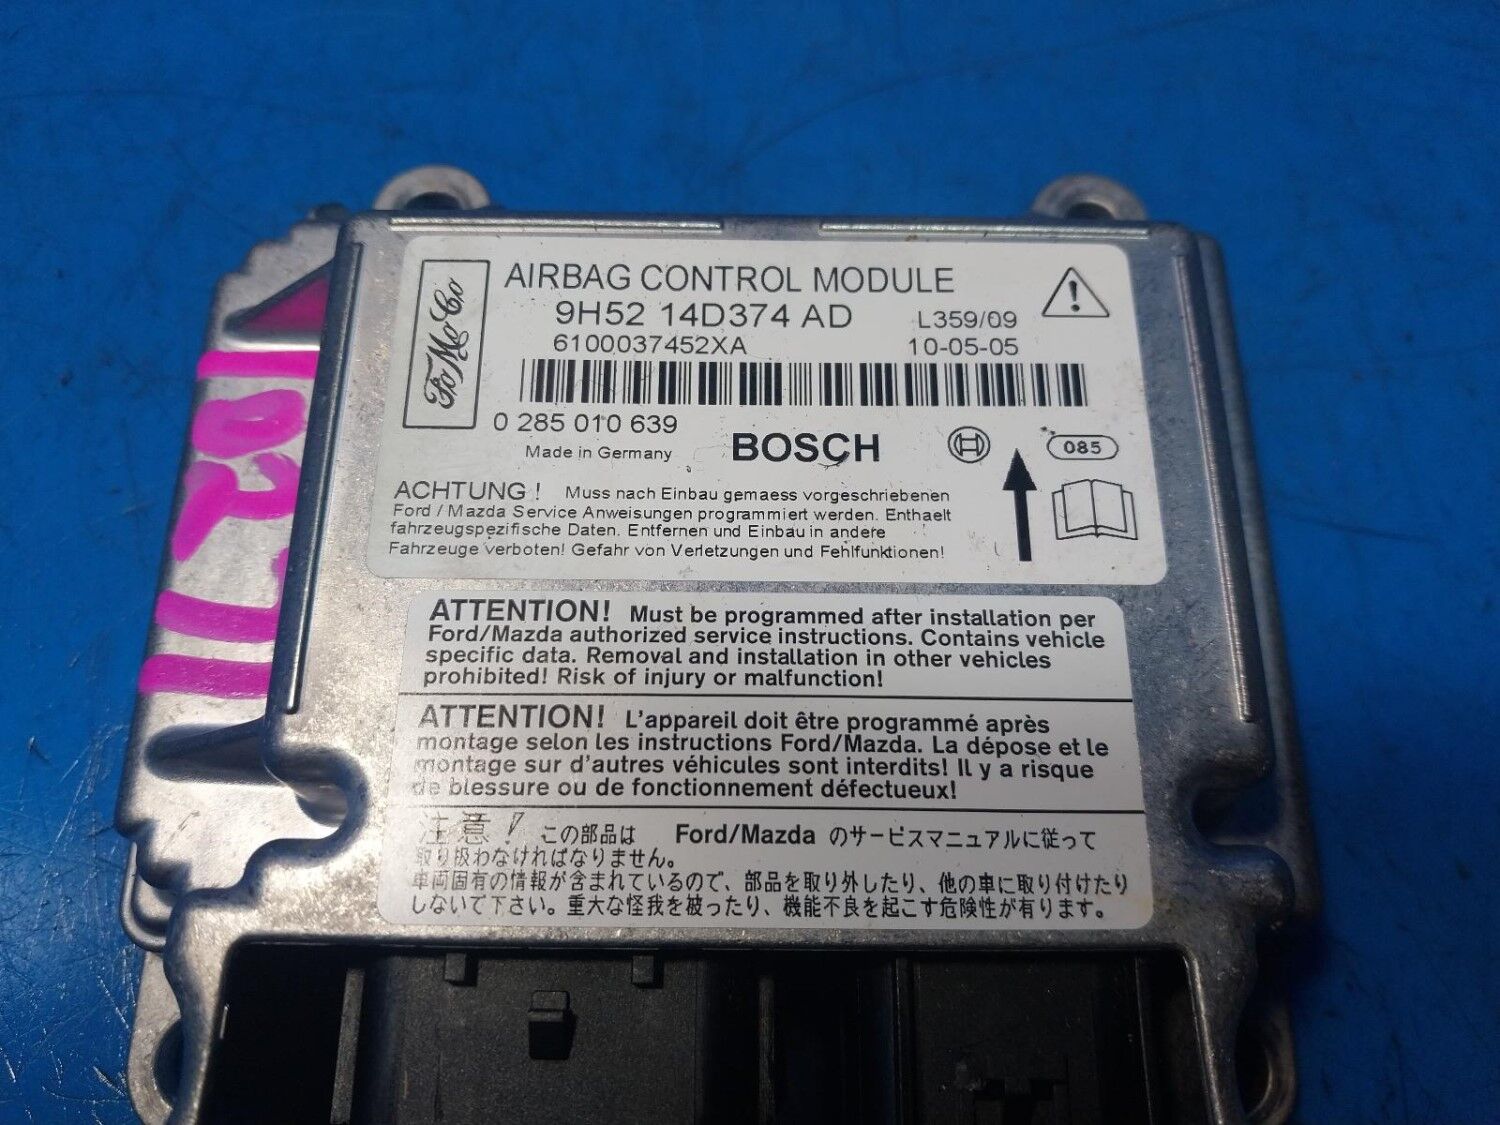 FoMoCo
AIRBAG CONTROL MODULE
9H52 14D374 AD
L359/09
6100037452XA
10-05-05
0 285 010 639
Made in Germany
BOSCH
085
ACHTUNG! Muss nach Einbau gemaess vorgeschriebenen
Ford / Mazda Service Anweisungen programmiert werden. Enthaelt
fahrzeugspezifische Daten. Entfernen und Einbau in andere
Fahrzeuge verboten! Gefahr von Verletzungen und Fehlfunktionen!
ATTENTION! Must be programmed after installation per
Ford/Mazda authorized service instructions. Contains vehicle
specific data. Removal and installation in other vehicles
prohibited! Risk of injury or malfunction!
ATTENTION! L'appareil doit être programmé après
montage selon les instructions Ford/Mazda. La dépose et le
montage sur d'autres véhicules sont interdits! Il y a risque
de blessure ou de fonctionnement défectueux!
注意! この部品は Ford/Mazda のサービスマニュアルに従って
取り扱わなければなりません。
車両固有の情報が含まれているので、部品を取り外したり、他の車に取り付けたり
しないで下さい。重大な怪我を被ったり、機能不良を起こす危険性が有ります。